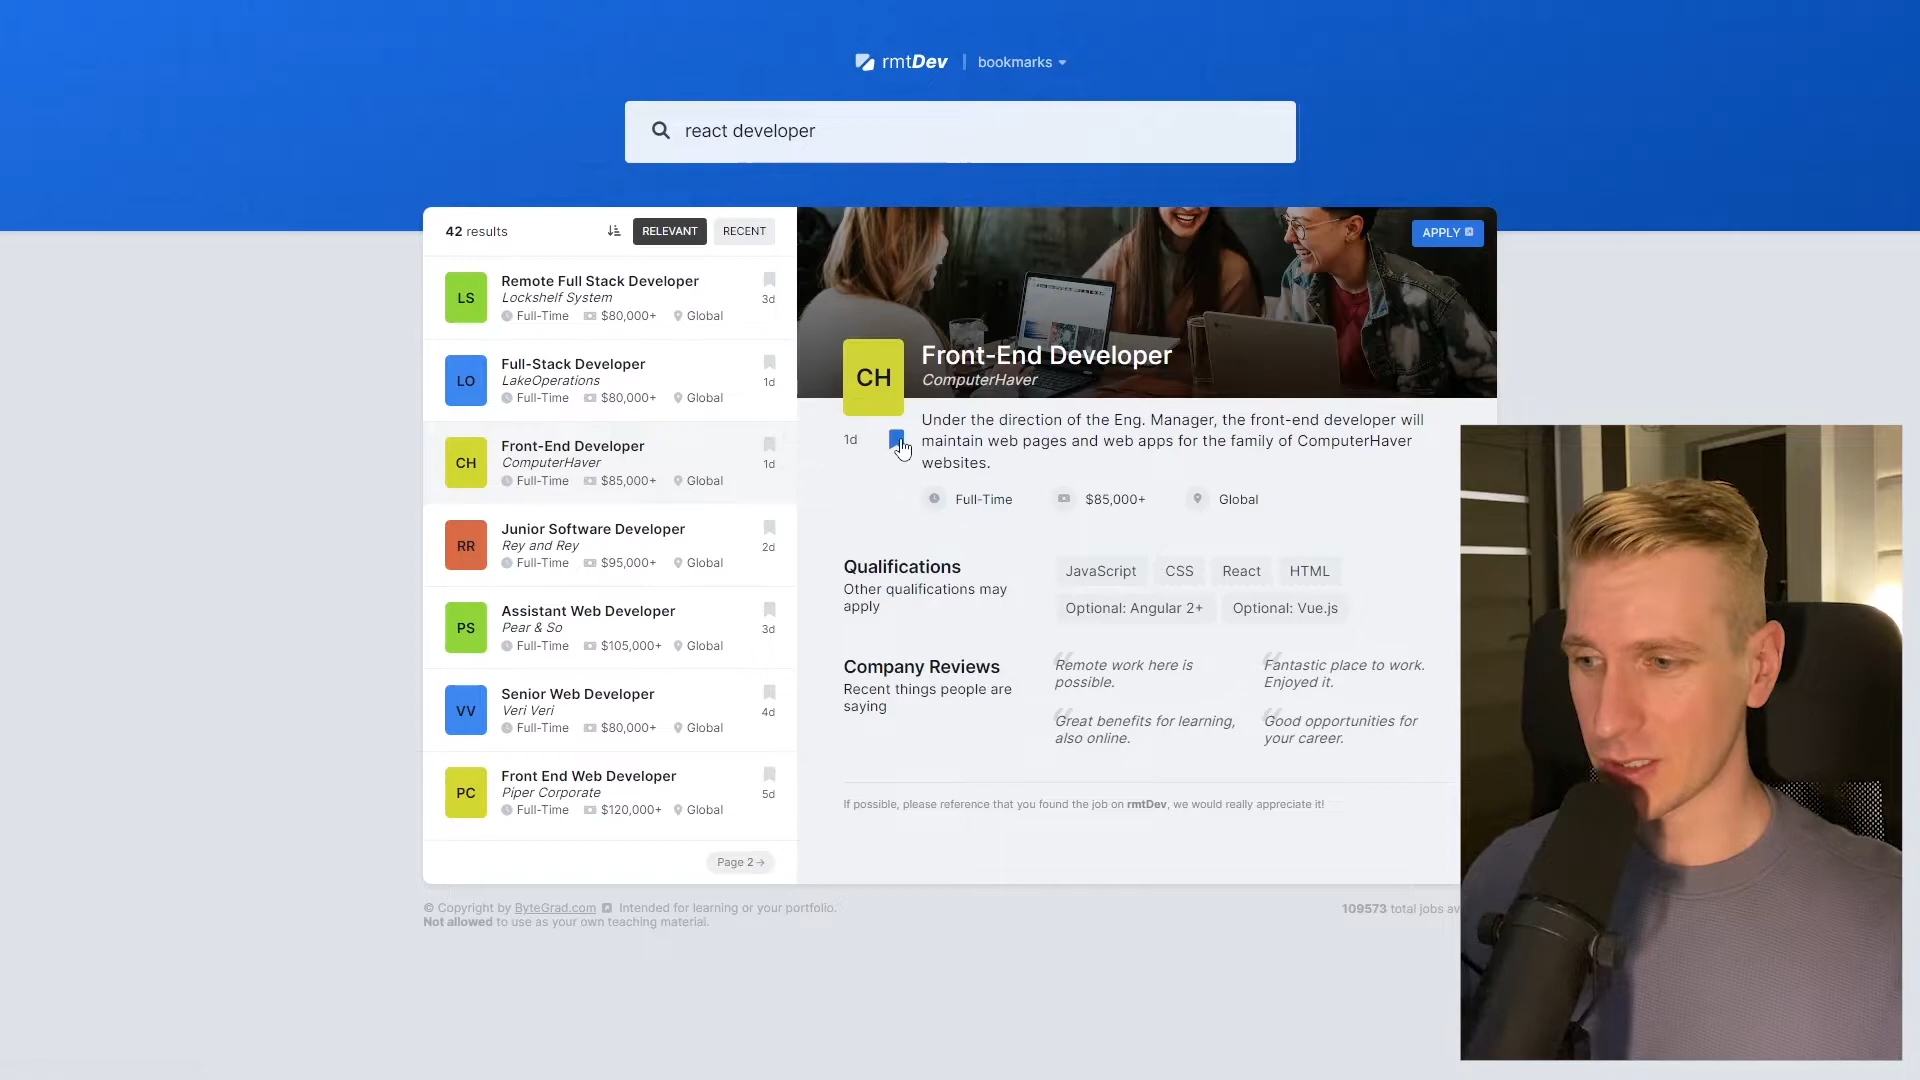 rmtDev | bookmarks
react developer
42 results
RELEVANT
RECENT
LS
Remote Full Stack Developer
Lockshelf System
Full-Time $80,000+ Global
3d
LO
Full-Stack Developer
LakeOperations
Full-Time $80,000+ Global
1d
CH
Front-End Developer
ComputerHaver
Full-Time $85,000+ Global
1d
RR
Junior Software Developer
Rey and Rey
Full-Time $95,000+ Global
2d
PS
Assistant Web Developer
Pear & So
Full-Time $105,000+ Global
3d
VV
Senior Web Developer
Veri Veri
Full-Time $80,000+ Global
4d
PC
Front End Web Developer
Piper Corporate
Full-Time $120,000+ Global
5d
Page 2→
APPLY
CH
Front-End Developer
ComputerHaver
1d
Under the direction of the Eng. Manager, the front-end developer will
maintain web pages and web apps for the family of ComputerHaver
websites.
Full-Time $85,000+ Global
Qualifications
Other qualifications may
apply
JavaScript CSS React HTML
Optional: Angular 2+ Optional: Vue.js
Company Reviews
Recent things people are
saying
Remote work here is
possible.
Fantastic place to work.
Enjoyed it.
Great benefits for learning,
also online.
Good opportunities for
your career.
If possible, please reference that you found the job on rmtDev, we would really appreciate it!
© Copyright by ByteGrad.com Intended for learning or your portfolio.
Not allowed to use as your own teaching material.
109573 total jobs av